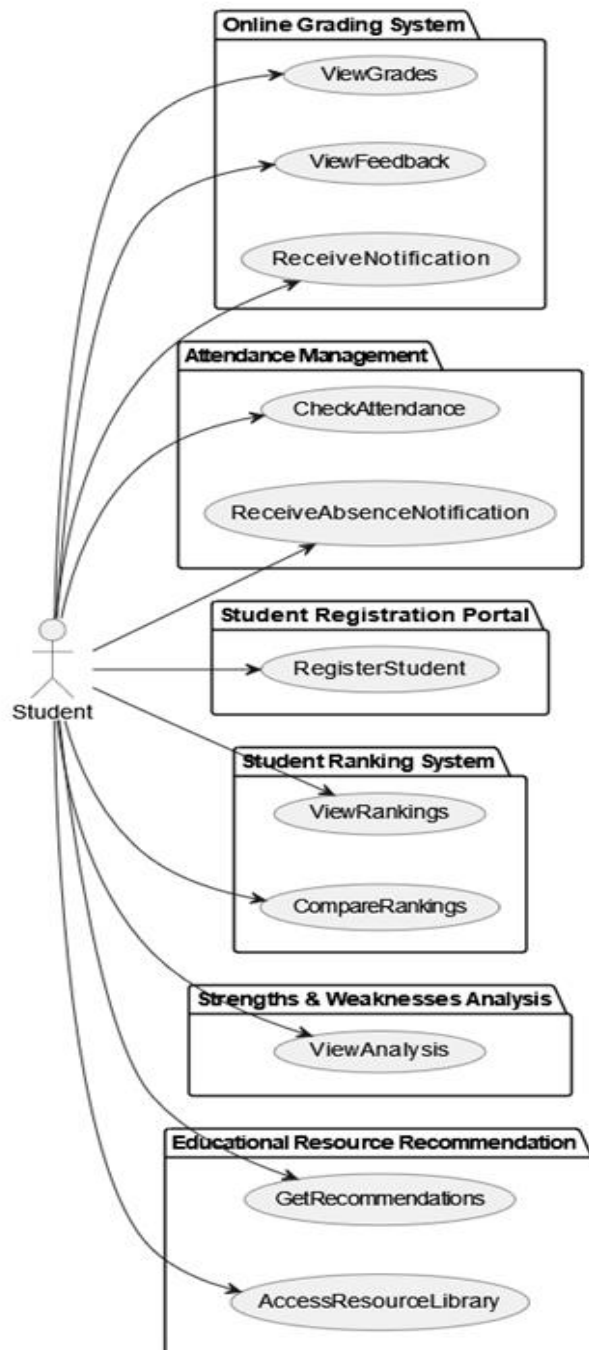 Online Grading System
ViewGrades
ViewFeedback
ReceiveNotification
Attendance Management
CheckAttendance
ReceiveAbsenceNotification
Student Registration Portal
RegisterStudent
Student
Student Ranking System
ViewRankings
CompareRankings
Strengths & Weaknesses Analysis
ViewAnalysis
Educational Resource Recommendation
GetRecommendations
AccessResourceLibrary